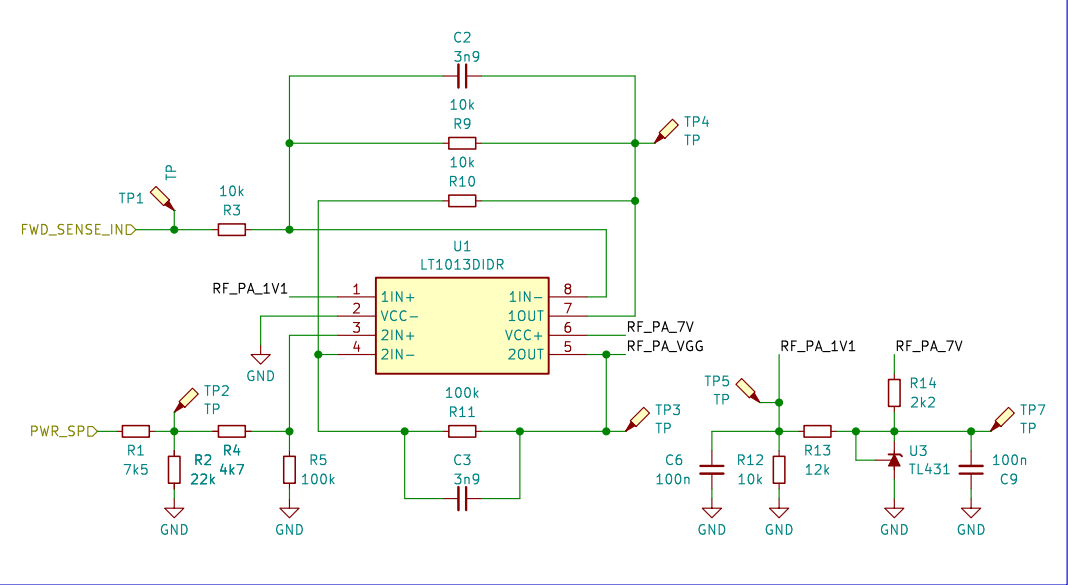 C2
3n9
10k
R9
TP4
TP
10k
R10
TP
TP1
10k
R3
FWD_SENSE_IN
U1
LT1013DIDR
RF_PA_1V1
1
1IN+
1IN-
8
2
VCC-
1OUT
7
3
2IN+
VCC+
6
RF_PA_7V
4
2IN-
2OUT
5
RF_PA_VGG
GND
RF_PA_1V1
RF_PA_7V
TP2
TP
100k
R11
TP3
TP
TP5
TP
R14
2k2
TP7
TP
PWR_SP
R1
7k5
R2
22k
R4
4k7
R5
100k
C3
3n9
C6
100n
R12
10k
R13
12k
U3
TL431
100n
C9
GND
GND
GND
GND
GND
GND